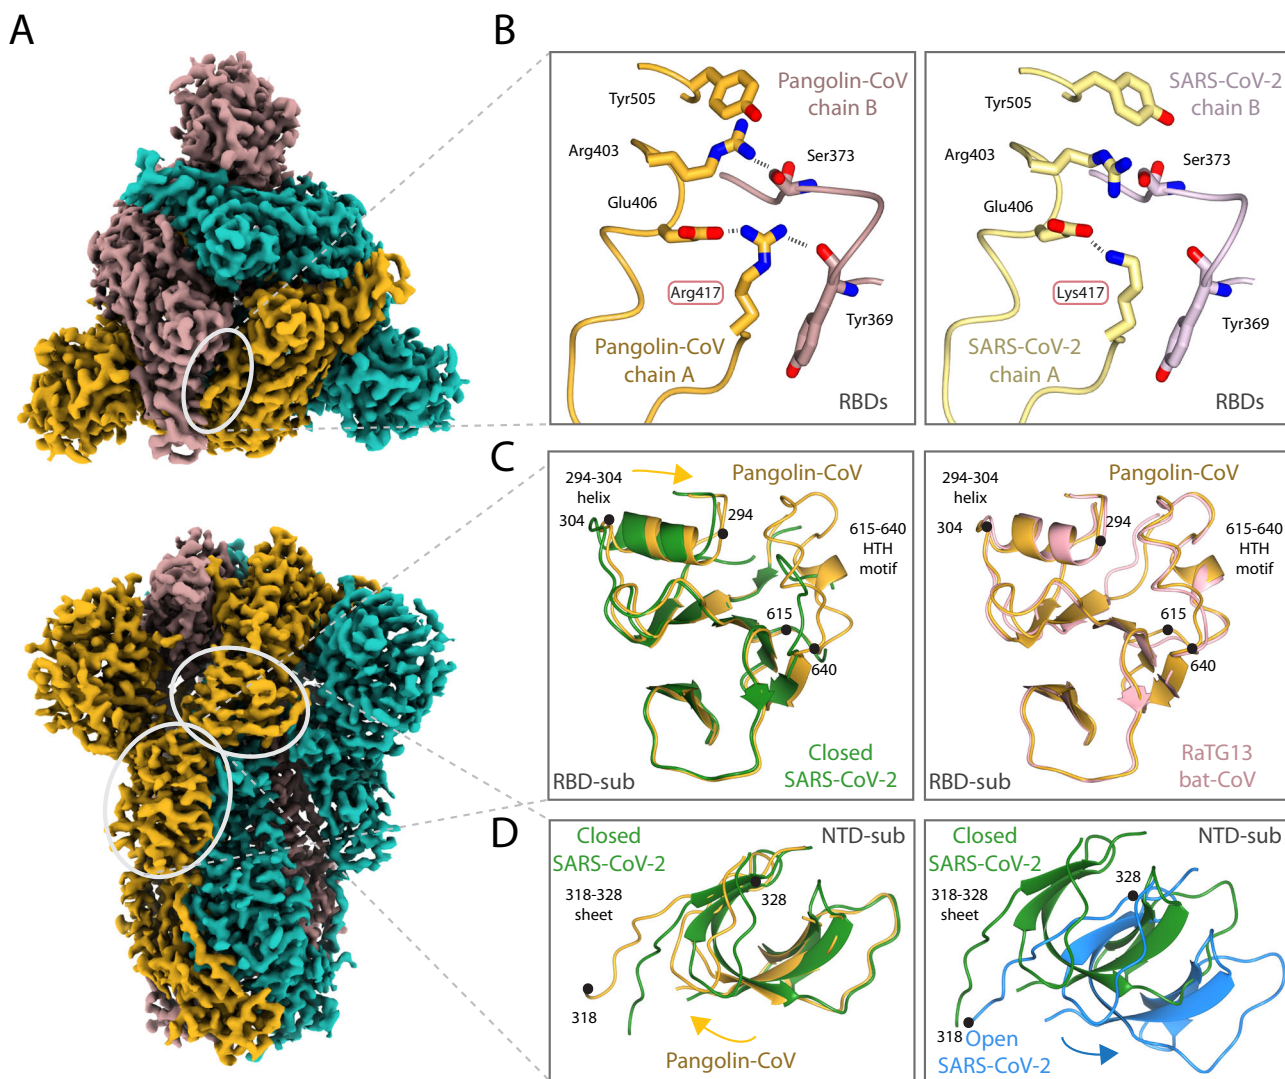 A
B
Tyr505
Pangolin-CoV
chain B
Arg403
Ser373
Glu406
Arg417
Tyr369
Pangolin-CoV
chain A
RBDs
Tyr505
SARS-CoV-2
chain B
Arg403
Ser373
Glu406
Lys417
Tyr369
SARS-CoV-2
chain A
RBDs
C
294-304
helix
Pangolin-CoV
304
294
615-640
HTH
motif
615
640
Closed
SARS-CoV-2
RBD-sub
294-304
helix
Pangolin-CoV
304
294
615-640
HTH
motif
615
640
RaTG13
bat-CoV
RBD-sub
D
Closed
SARS-CoV-2
NTD-sub
318-328
sheet
328
318
Pangolin-CoV
Closed
SARS-CoV-2
NTD-sub
318-328
sheet
328
318
Open
SARS-CoV-2